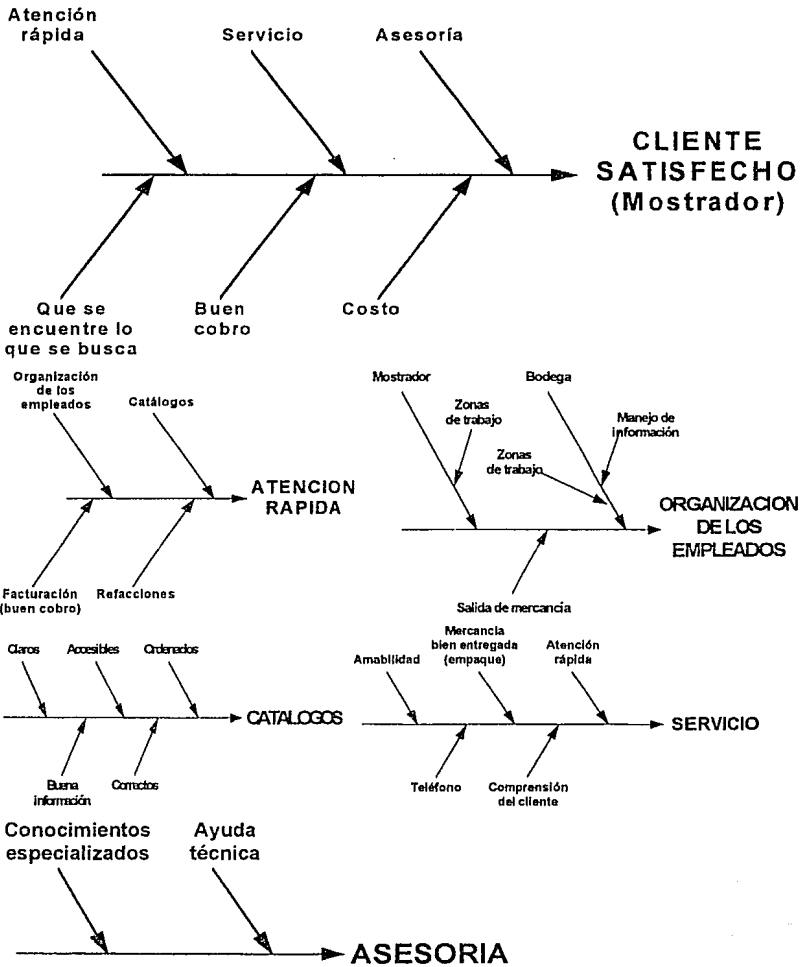 Atención
rápida
Servicio
Asesoría
CLIENTE
SATISFECHO
(Mostrador)
Que se
encuentre lo
que se busca
Buen
cobro
Costo
Organización
de los
empleados
Catálogos
ATENCION
RAPIDA
Facturación
(buen cobro)
Refacciones
Mostrador
Bodega
Zonas
de trabajo
Manejo de
información
Zonas
de trabajo
ORGANIZACION
DE LOS
EMPLEADOS
Salida de mercancía
Claros
Accesibles
Ordenados
CATALOGOS
Buena
información
Correctos
Amabilidad
Mercancía
bien entregada
(empaque)
Atención
rápida
SERVICIO
Teléfono
Comprensión
del cliente
Conocimientos
especializados
Ayuda
técnica
ASESORIA